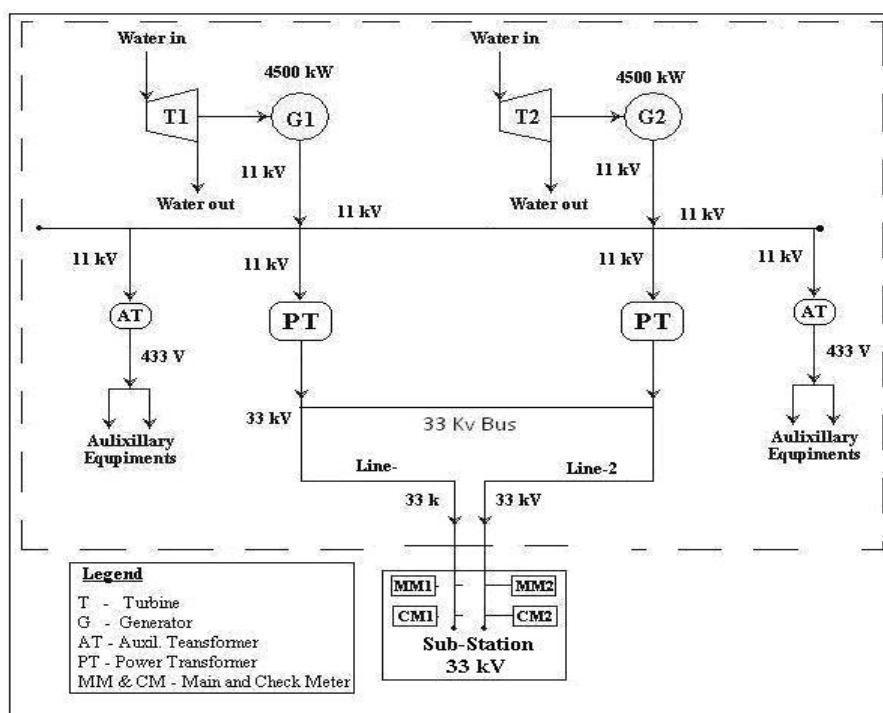 Water in
Water in
4500 kW
4500 kW
T1
G1
T2
G2
11 kV
11 kV
Water out
Water out
11 kV
11 kV
11 kV
11 kV
11 kV
11 kV
AT
PT
PT
AT
433 V
433 V
33 kV
33 Kv Bus
Aulixillary
Equpiments
Aulixillary
Equpiments
Line-
Line-2
33 k
33 kV
Legend
T - Turbine
G - Generator
AT - Auxil. Teansformer
PT - Power Transformer
MM & CM - Main and Check Meter
MM1
MM2
CM1
CM2
Sub-Station
33 kV